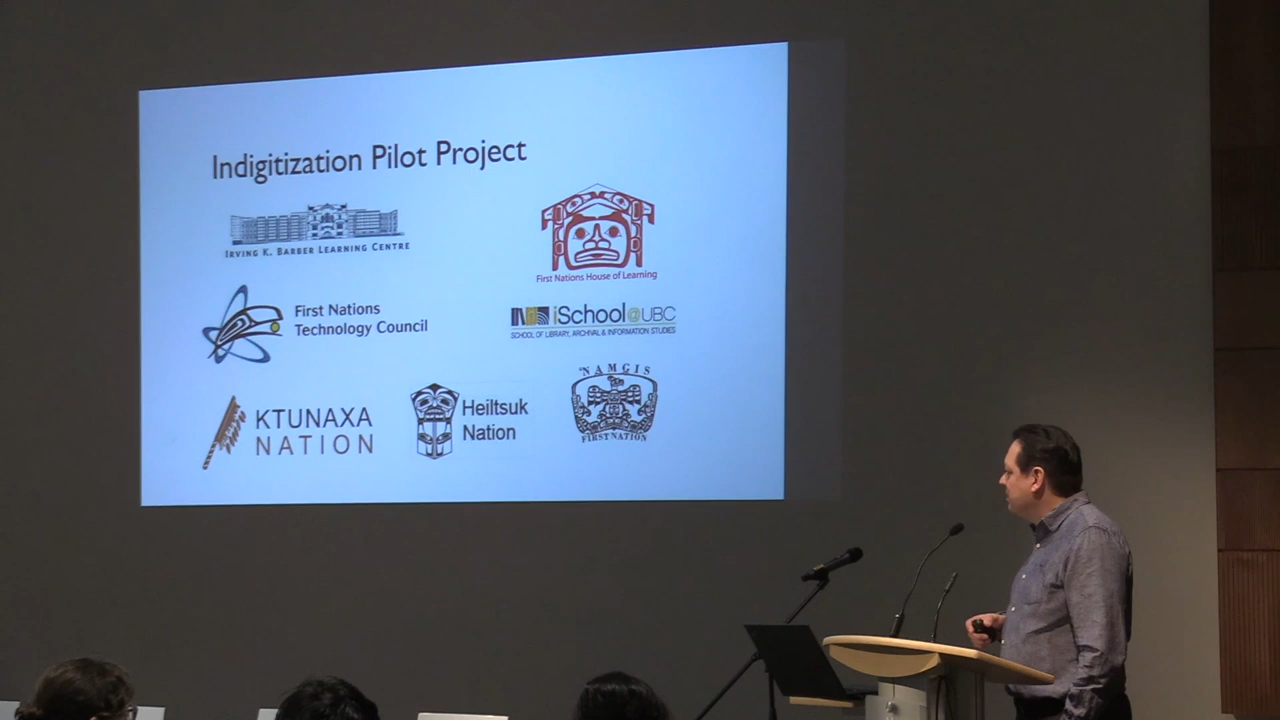 Indigitization Pilot Project
IRVING K. BARBER LEARNING CENTRE
First Nations House of Learning
First Nations
Technology Council
iSchool@UBC
SCHOOL OF LIBRARY, ARCHIVAL & INFORMATION STUDIES
KTUNAXA
NATION
Heiltsuk
Nation
'NAMGIS
FIRST NATION